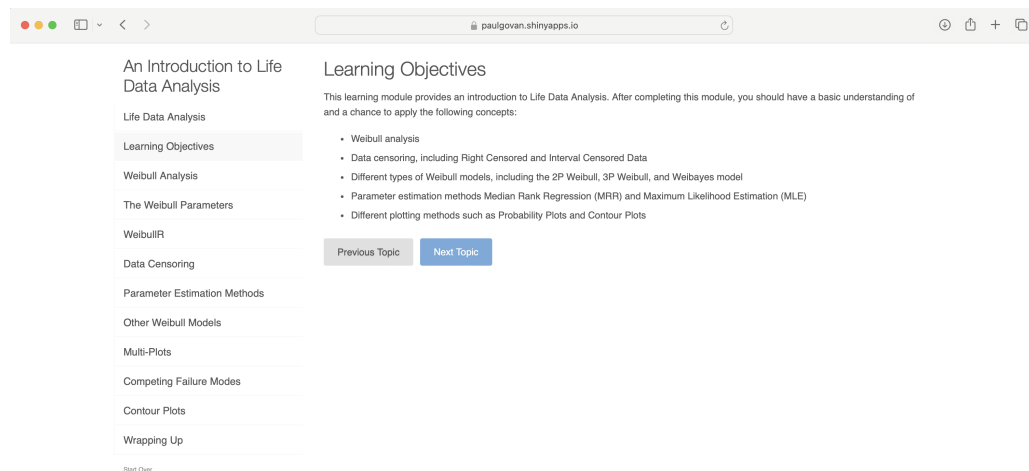 paulgovan.shinyapps.io
An Introduction to Life
Data Analysis
Life Data Analysis
Learning Objectives
Weibull Analysis
The Weibull Parameters
WeibullR
Data Censoring
Parameter Estimation Methods
Other Weibull Models
Multi-Plots
Competing Failure Modes
Contour Plots
Wrapping Up
Start Over
Learning Objectives
This learning module provides an introduction to Life Data Analysis. After completing this module, you should have a basic understanding of
and a chance to apply the following concepts:
• Weibull analysis
• Data censoring, including Right Censored and Interval Censored Data
• Different types of Weibull models, including the 2P Weibull, 3P Weibull, and Weibayes model
• Parameter estimation methods Median Rank Regression (MRR) and Maximum Likelihood Estimation (MLE)
• Different plotting methods such as Probability Plots and Contour Plots
Previous Topic
Next Topic